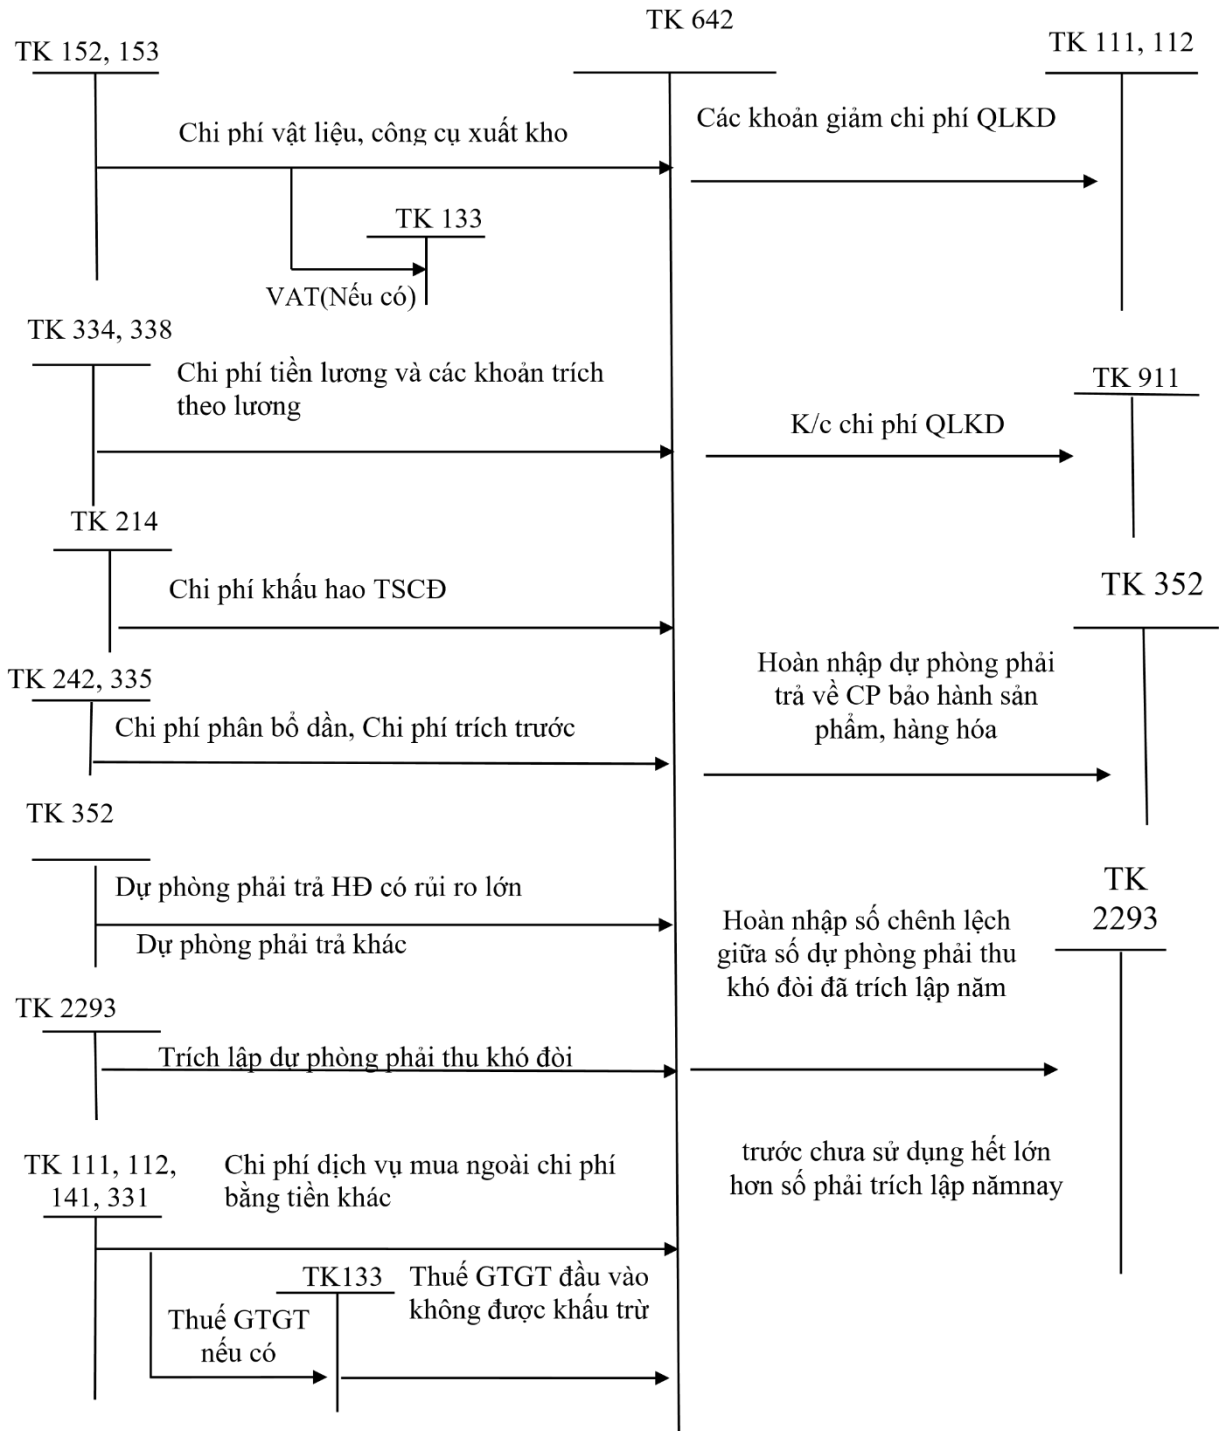 TK 642
TK 152, 153
TK 111, 112
Chi phí vật liệu, công cụ xuất kho
Các khoản giảm chi phí QLKD
TK 133
VAT(Nếu có)
TK 334, 338
Chi phí tiền lương và các khoản trích
theo lương
TK 911
K/c chi phí QLKD
TK 214
Chi phí khấu hao TSCĐ
TK 352
TK 242, 335
Chi phí phân bổ dần, Chi phí trích trước
Hoàn nhập dự phòng phải
trả về CP bảo hành sản
phẩm, hàng hóa
TK 352
Dự phòng phải trả HĐ có rủi ro lớn
Dự phòng phải trả khác
TK
2293
Hoàn nhập số chênh lệch
giữa số dự phòng phải thu
khó đòi đã trích lập năm
TK 2293
Trích lập dự phòng phải thu khó đòi
trước chưa sử dụng hết lớn
hơn số phải trích lập nămnay
TK 111, 112,
141, 331
Chi phí dịch vụ mua ngoài chi phí
bằng tiền khác
TK133
Thuế GTGT đầu vào
không được khấu trừ
Thuế GTGT
nếu có